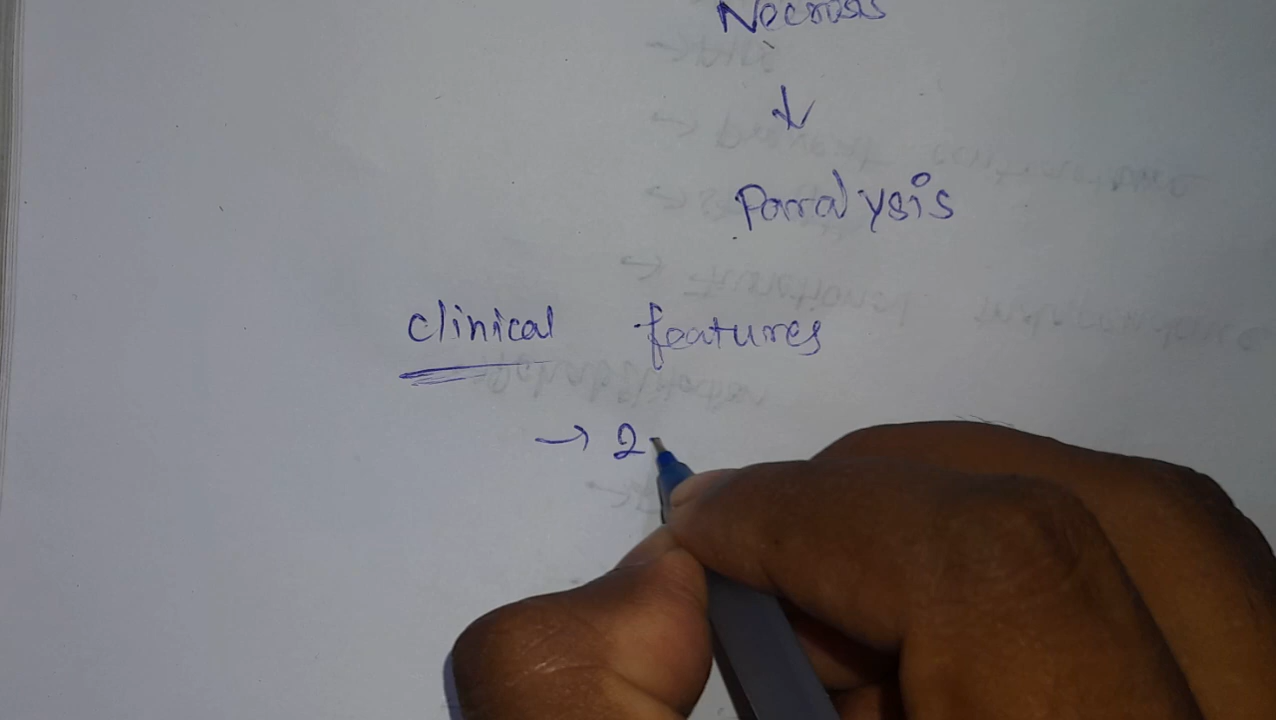 Necrosis
↓
Paralysis
clinical features
→ 2